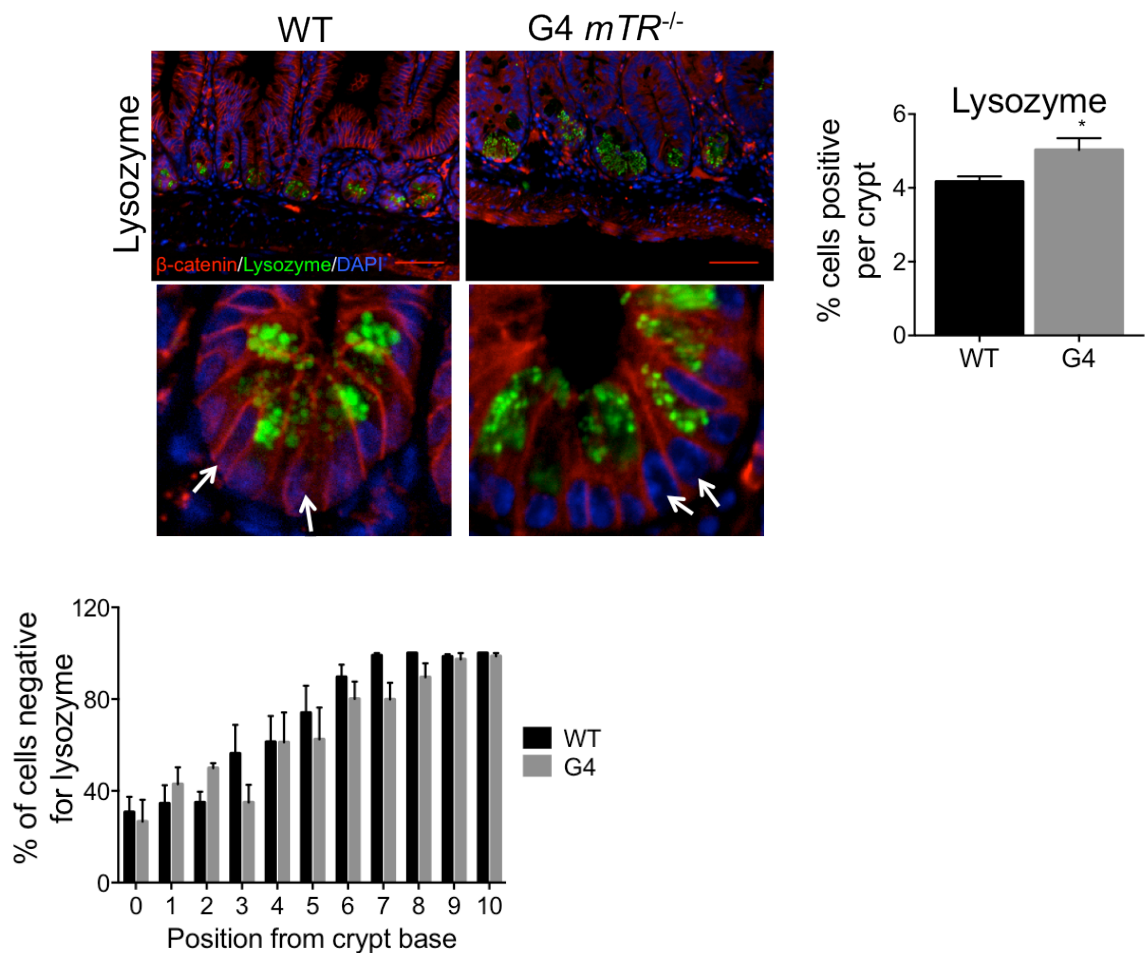 WT
G4 mTR-/-
Lysozyme
β-catenin/Lysozyme/DAPI
Lysozyme
*
% cells positive
per crypt
6
4
2
0
WT
G4
% of cells negative
for lysozyme
120
80
40
0
0 1 2 3 4 5 6 7 8 9 10
Position from crypt base
WT
G4